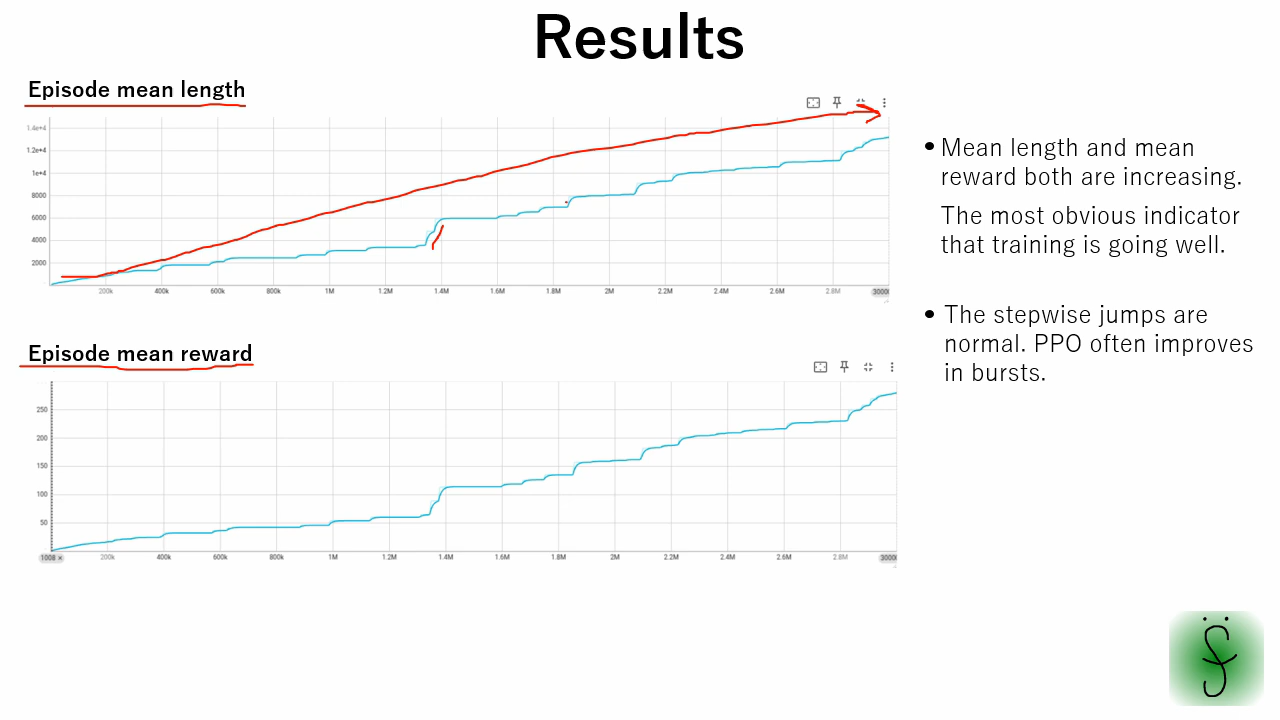 Results
Episode mean length
1.4e+4
1.2e+4
1e+4
8000
6000
4000
2000
200k 400k 600k 800k 1M 1.2M 1.4M 1.6M 1.8M 2M 2.2M 2.4M 2.6M 2.8M 30000
Episode mean reward
250
200
150
100
50
1008 × 200k 400k 600k 800k 1M 1.2M 1.4M 1.6M 1.8M 2M 2.2M 2.4M 2.6M 2.8M 3000
• Mean length and mean
reward both are increasing.
The most obvious indicator
that training is going well.
• The stepwise jumps are
normal. PPO often improves
in bursts.